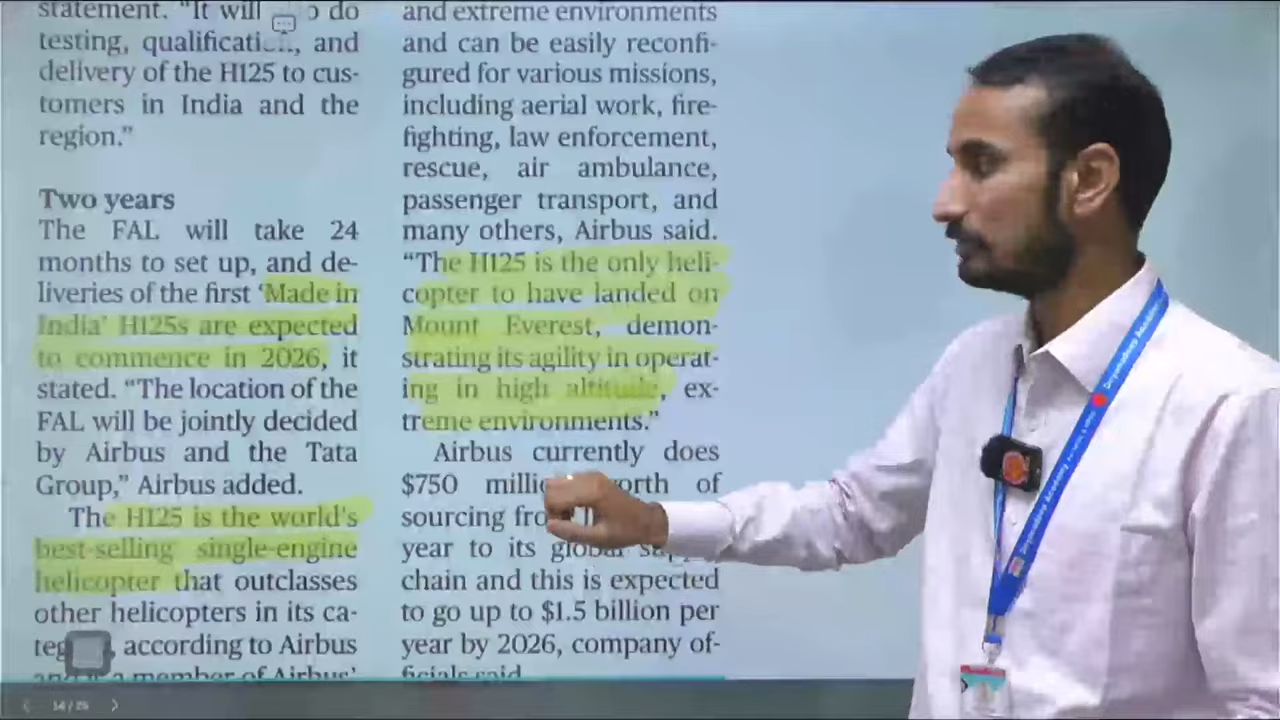 statement. "It will do
testing, qualification, and
delivery of the H125 to cus-
tomers in India and the
region."
Two years
The FAL will take 24
months to set up, and de-
liveries of the first 'Made in
India' H125s are expected
to commence in 2026, it
stated. "The location of the
FAL will be jointly decided
by Airbus and the Tata
Group," Airbus added.
The H125 is the world's
best-selling single-engine
helicopter that outclasses
other helicopters in its ca-
according to Airbus
a member of Airbus'
and extreme environments
and can be easily reconfi-
gured for various missions,
including aerial work, fire-
fighting, law enforcement,
rescue, air ambulance,
passenger transport, and
many others, Airbus said.
"The H125 is the only heli-
copter to have landed on
Mount Everest, demon-
strating its agility in operat-
ing in high altitude, ex-
treme environments."
Airbus currently does
$750 of
sourcing
year to its global
chain and this is expected
to go up to $1.5 billion per
year by 2026, company of-
ficials said